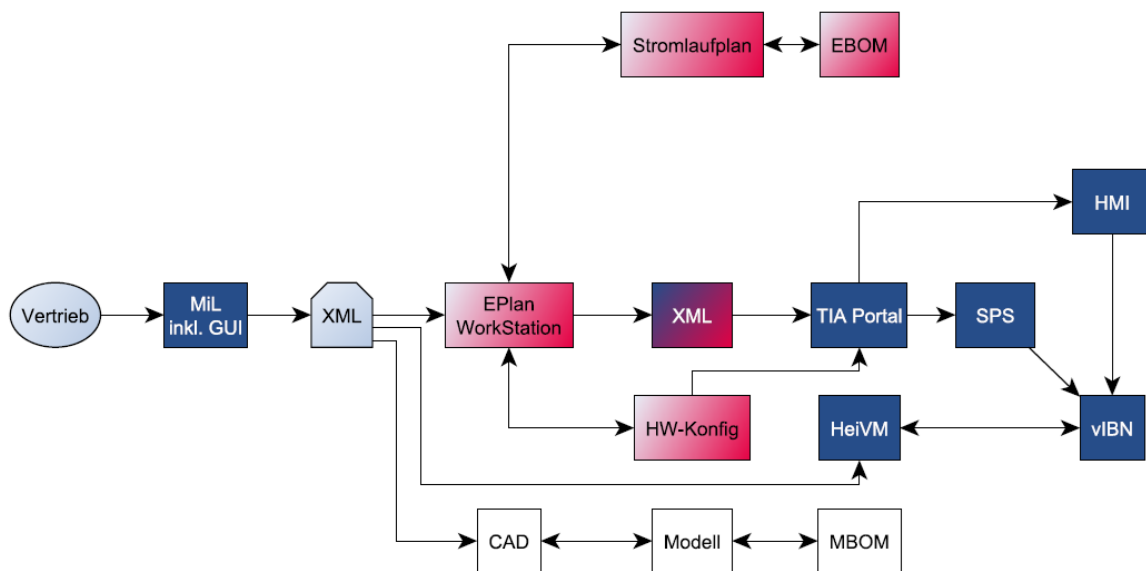 Stromlaufplan
EBOM
HMI
Vertrieb
MiL
inkl. GUI
XML
EPlan
WorkStation
XML
TIA Portal
SPS
HW-Konfig
HeiVM
vIBN
CAD
Modell
MBOM